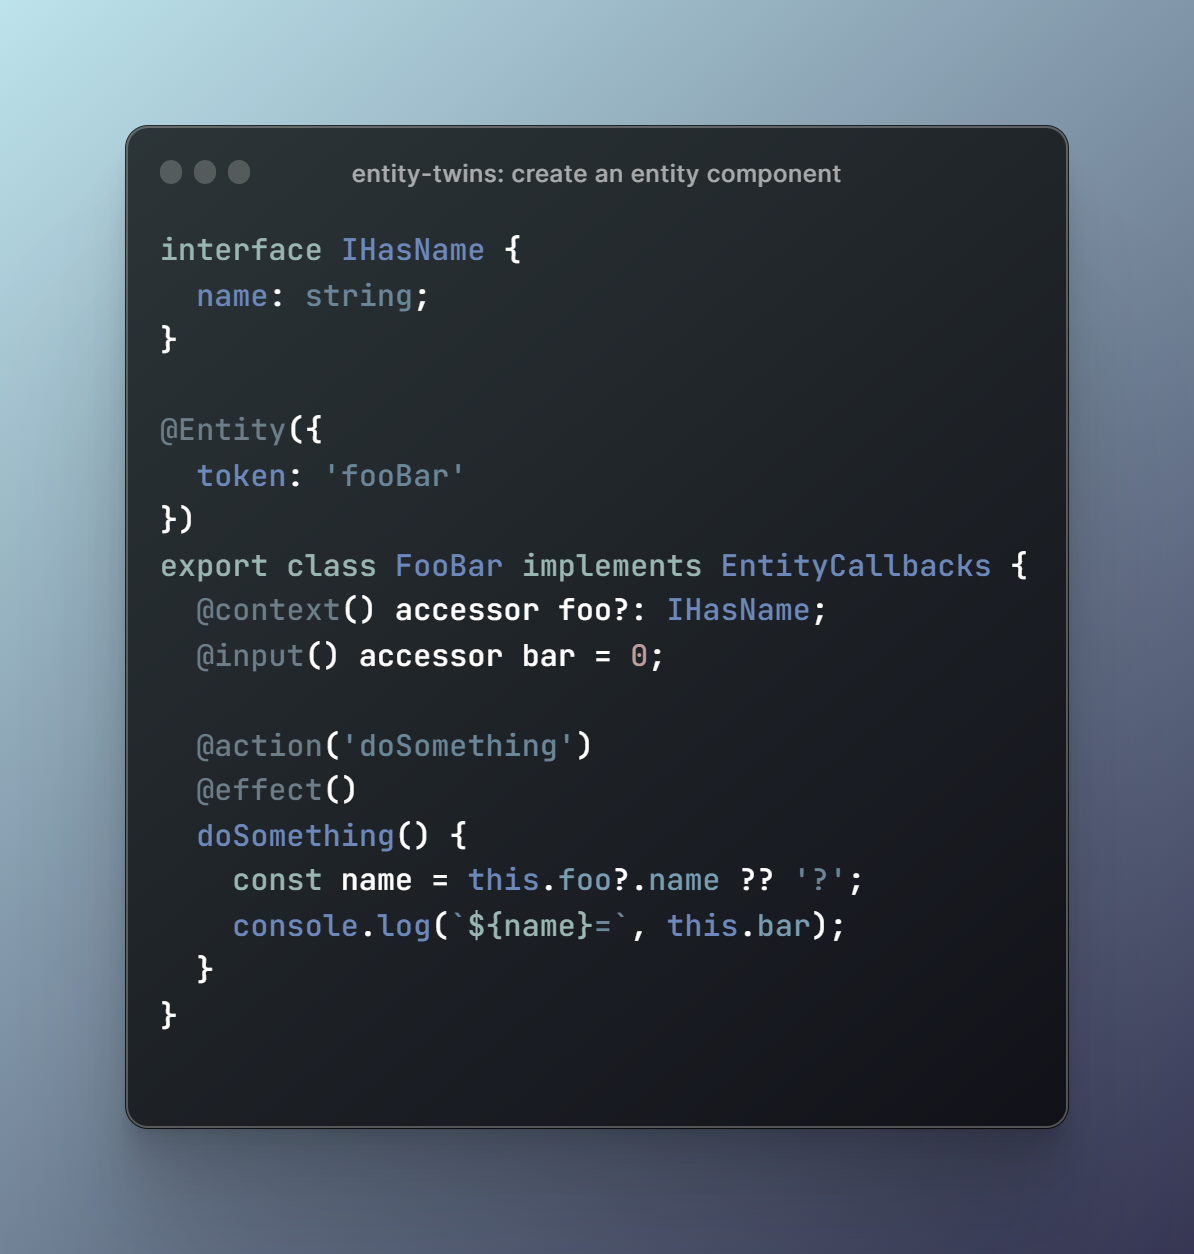 entity-twins: create an entity component
interface IHasName {
  name: string;
}

@Entity({
  token: 'fooBar'
})
export class FooBar implements EntityCallbacks {
  @context() accessor foo?: IHasName;
  @input() accessor bar = 0;

  @action('doSomething')
  @effect()
  doSomething() {
    const name = this.foo?.name ?? '?';
    console.log(`${name}=`, this.bar);
  }
}